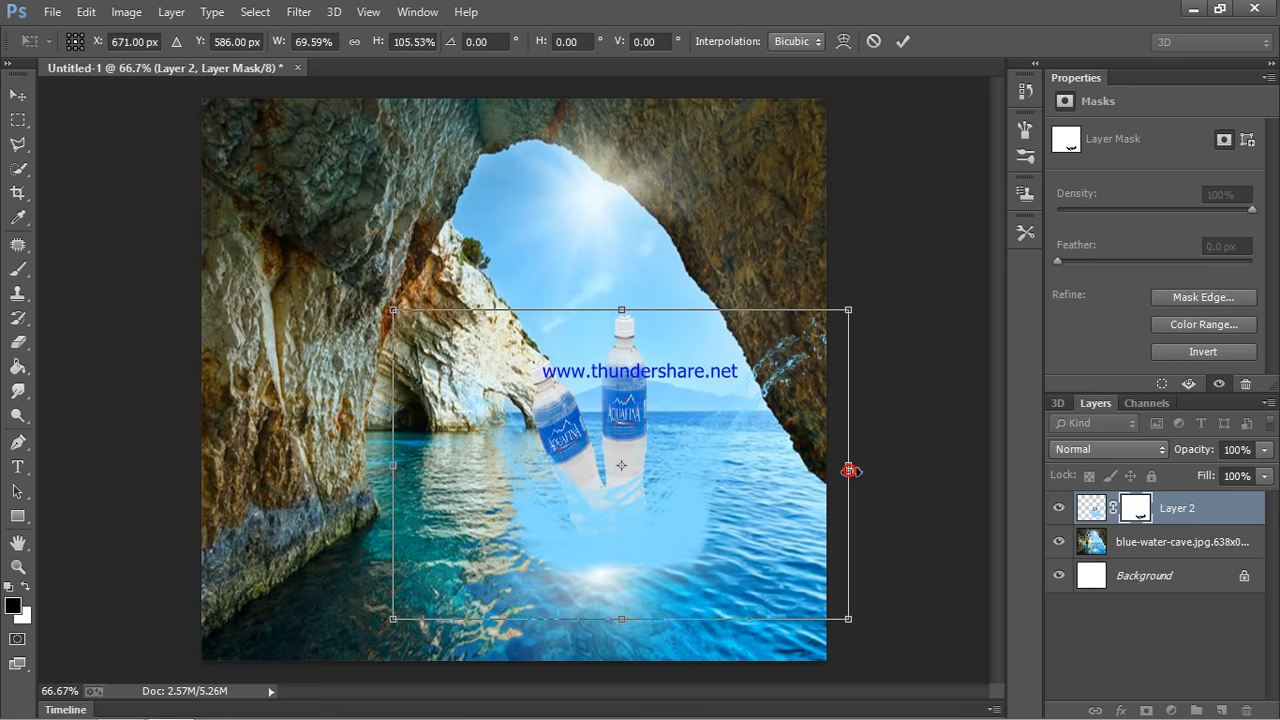 Ps File Edit Image Layer Type Select Filter 3D View Window Help
X: 671.00 px Y: 586.00 px W: 69.59% H: 105.53% 0.00 ° H: 0.00 ° V: 0.00 ° Interpolation: Bicubic 3D
Untitled-1 @ 66.7% (Layer 2, Layer Mask/8) * ×
Properties
Masks
Layer Mask
Density: 100%
Feather: 0.0 px
Refine: Mask Edge...
Color Range...
Invert
www.thundershare.net
AQUAFINA
AQUAFINA
3D Layers Channels
Kind
Normal Opacity: 100%
Lock: Fill: 100%
Layer 2
blue-water-cave.jpg.638x0...
Background
66.67% Doc: 2.57M/5.26M
Timeline